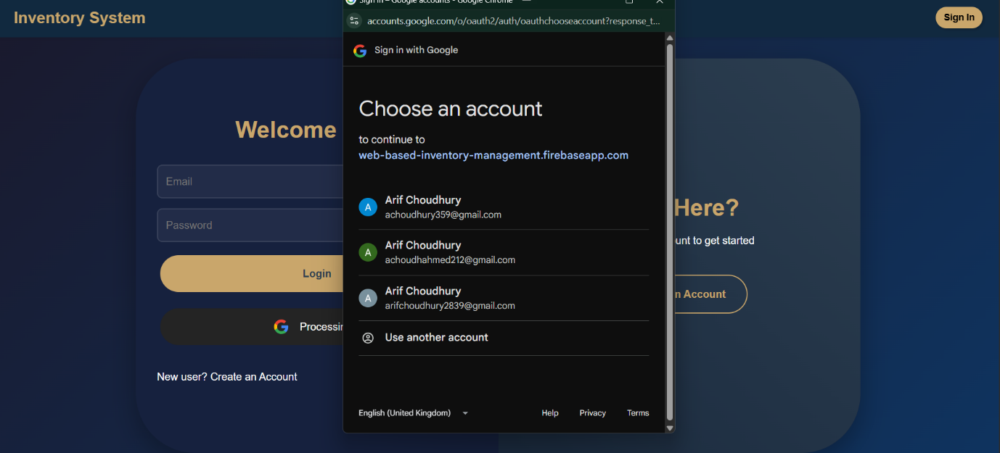 Inventory System
Sign In
Sign in – Google accounts - Google Chrome
accounts.google.com/o/oauth2/auth/oauthchooseaccount?response_t...
Sign in with Google
Choose an account
to continue to
web-based-inventory-management.firebaseapp.com
A
Arif Choudhury
achoudhury359@gmail.com
A
Arif Choudhury
achoudhahmed212@gmail.com
A
Arif Choudhury
arifchoudhury2839@gmail.com
Use another account
English (United Kingdom)
Help
Privacy
Terms
Welcome
Email
Password
Login
Processin
New user? Create an Account
Here?
unt to get started
n Account